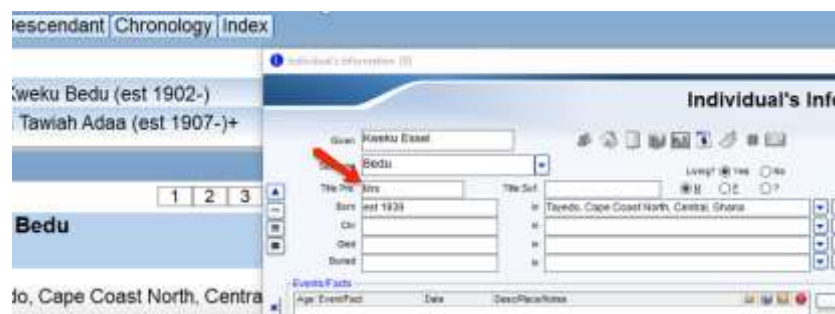 Descendant Chronology Index
Individual's Information (9)
Kweku Bedu (est 1902-)
Tawiah Adaa (est 1907-)+
Individual's Info
Given Kweku Essel
Bedu
Living? Yes No
Title Pre. Mrs Title Suf. M F ?
1 2 3
Born est 1939 in Tayedo, Cape Coast North, Central, Ghana
Bedu
Chr. in
Died in
Buried in
Events/Facts
do, Cape Coast North, Centra
Age Event/Fact Date Desc/Place/Notes